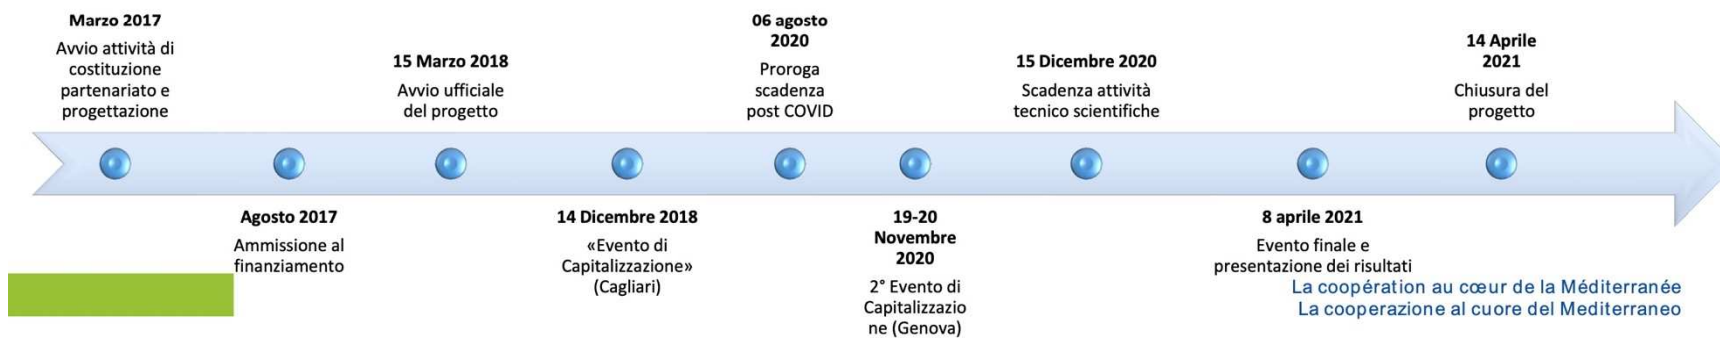 Marzo 2017
Avvio attività di
costituzione
partenariato e
progettazione
Agosto 2017
Ammissione al
finanziamento
15 Marzo 2018
Avvio ufficiale
del progetto
14 Dicembre 2018
«Evento di
Capitalizzazione»
(Cagliari)
06 agosto
2020
Proroga
scadenza
post COVID
19-20
Novembre
2020
2° Evento di
Capitalizzazio
ne (Genova)
15 Dicembre 2020
Scadenza attività
tecnico scientifiche
8 aprile 2021
Evento finale e
presentazione dei risultati
14 Aprile
2021
Chiusura del
progetto
La coopération au cœur de la Méditerranée
La cooperazione al cuore del Mediterraneo